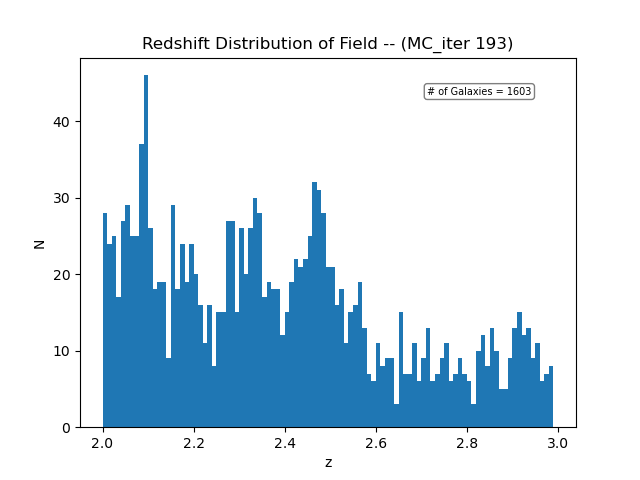 Redshift Distribution of Field -- (MC_iter 193)
# of Galaxies = 1603
40
30
20
10
0
N
2.0 2.2 2.4 2.6 2.8 3.0
z